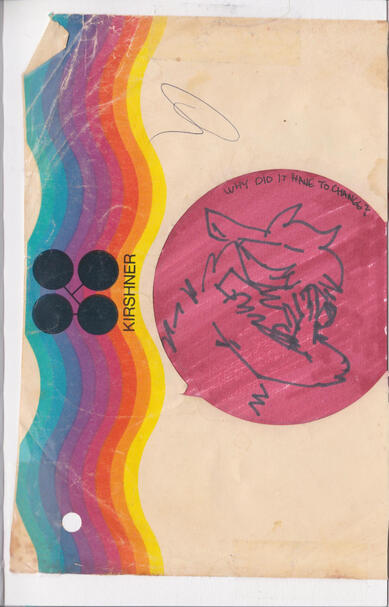 WHY DID IT HAVE TO CHANGE?
KIRSHNER